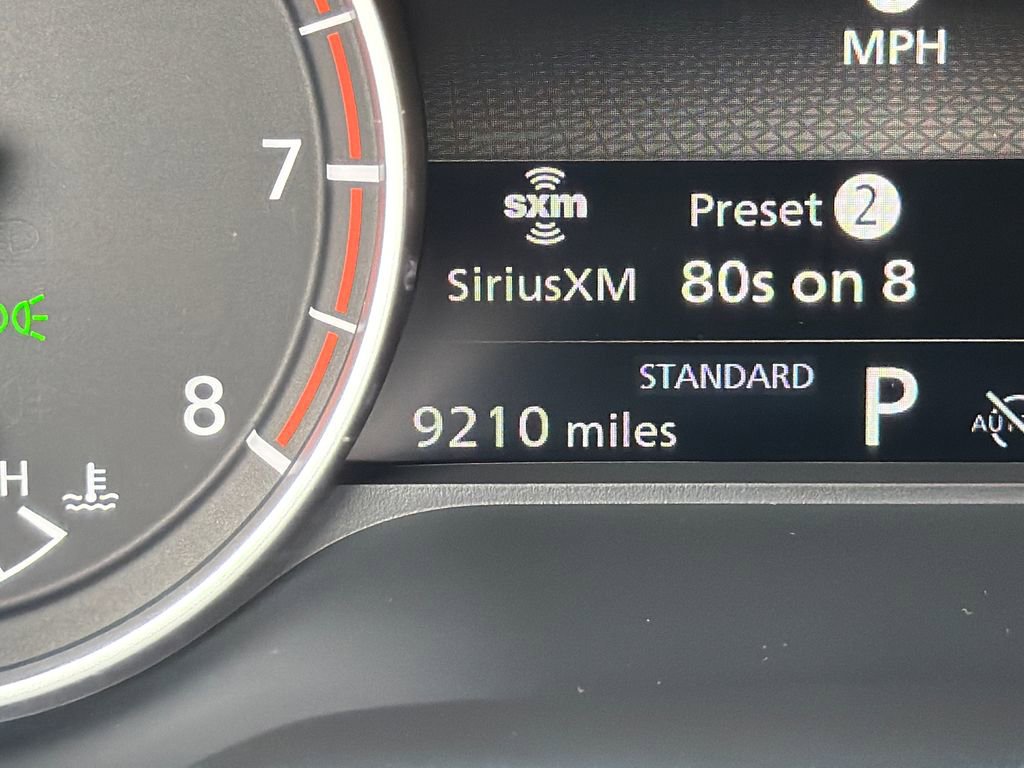 MPH
7
sxm
Preset 2
SiriusXM
80s on 8
STANDARD
8
9210 miles
P
H